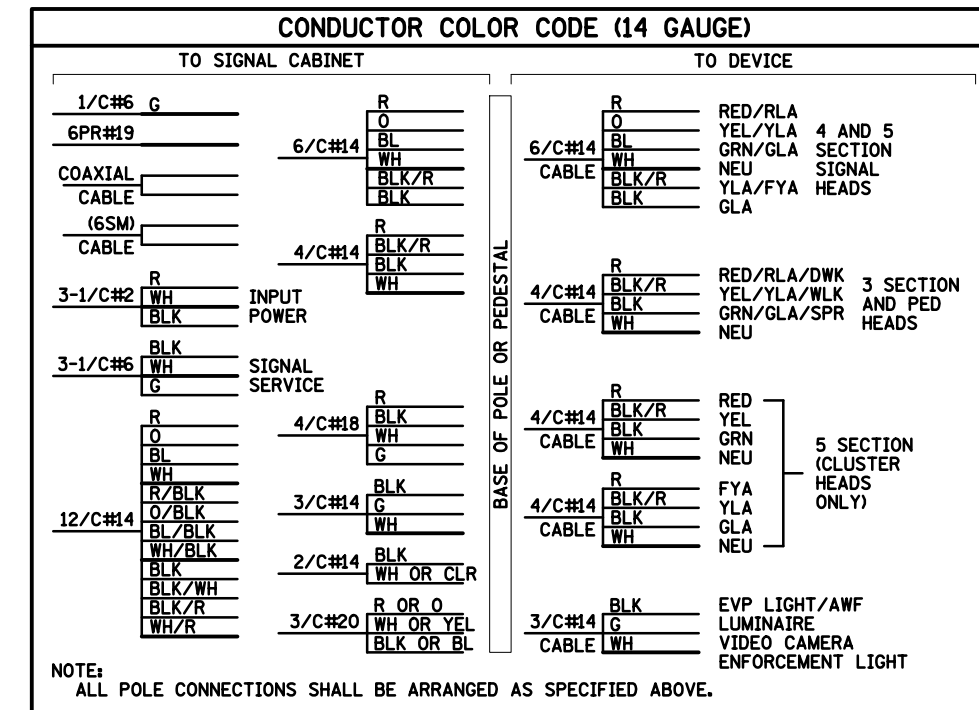 CONDUCTOR COLOR CODE (14 GAUGE)
TO SIGNAL CABINET
1/C#6 G
6PR#19
COAXIAL
CABLE
(6SM)
CABLE
3-1/C#2
R
WH
BLK
INPUT
POWER
3-1/C#6
BLK
WH
G
SIGNAL
SERVICE
12/C#14
R
O
BL
WH
R/BLK
O/BLK
BL/BLK
WH/BLK
BLK
BLK/WH
BLK/R
WH/R
6/C#14
R
O
BL
WH
BLK/R
BLK
4/C#14
R
BLK/R
BLK
WH
4/C#18
R
BLK
WH
G
3/C#14
BLK
G
WH
2/C#14
BLK
WH OR CLR
3/C#20
R OR O
WH OR YEL
BLK OR BL
BASE OF POLE OR PEDESTAL
TO DEVICE
6/C#14
CABLE
R
O
BL
WH
BLK/R
BLK
RED/RLA
YEL/YLA
GRN/GLA
NEU
YLA/FYA
GLA
4 AND 5
SECTION
SIGNAL
HEADS
4/C#14
CABLE
R
BLK/R
BLK
WH
RED/RLA/DWK
YEL/YLA/WLK
GRN/GLA/SPR
NEU
3 SECTION
AND PED
HEADS
4/C#14
CABLE
R
BLK/R
BLK
WH
RED
YEL
GRN
NEU
4/C#14
CABLE
R
BLK/R
BLK
WH
FYA
YLA
GLA
NEU
5 SECTION
(CLUSTER
HEADS
ONLY)
3/C#14
CABLE
BLK
G
WH
EVP LIGHT/AWF
LUMINAIRE
VIDEO CAMERA
ENFORCEMENT LIGHT
NOTE:
ALL POLE CONNECTIONS SHALL BE ARRANGED AS SPECIFIED ABOVE.